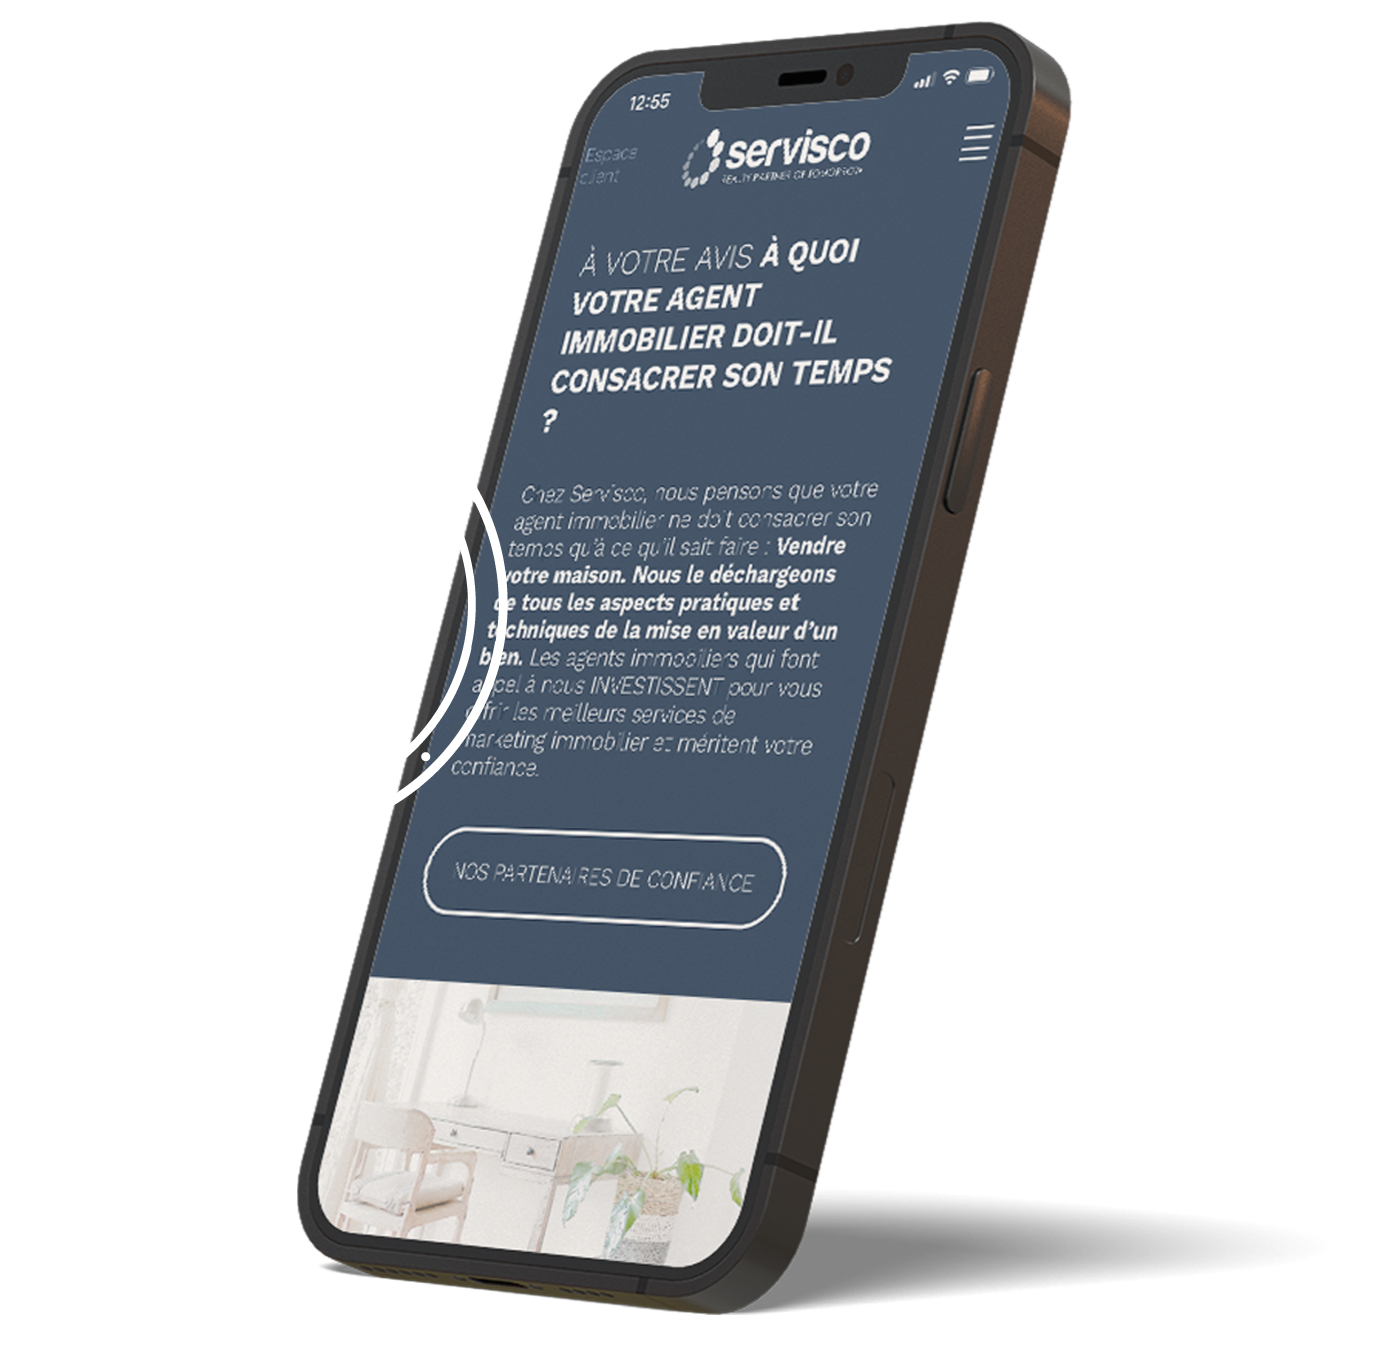 12:55
Espace
client
servisco
REALTY PARTNER OF TOMORROW
À VOTRE AVIS À QUOI
VOTRE AGENT
IMMOBILIER DOIT-IL
CONSACRER SON TEMPS
?
Chez Servisco, nous pensons que votre
agent immobilier ne doit consacrer son
temps qu'à ce qu'il sait faire : Vendre
votre maison. Nous le déchargeons
de tous les aspects pratiques et
techniques de la mise en valeur d'un
bien. Les agents immobiliers qui font
appel à nous INVESTISSENT pour vous
offrir les meilleurs services de
marketing immobilier et méritent votre
confiance.
NOS PARTENAIRES DE CONFIANCE